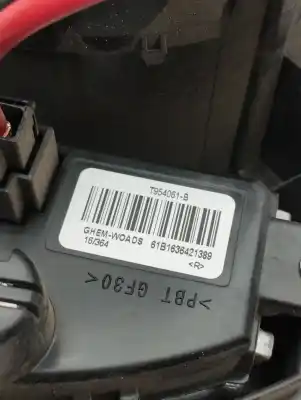 T954061-B
GHEM-WOADS 61B1636421389
16/364
<R>
>PBT GF30<